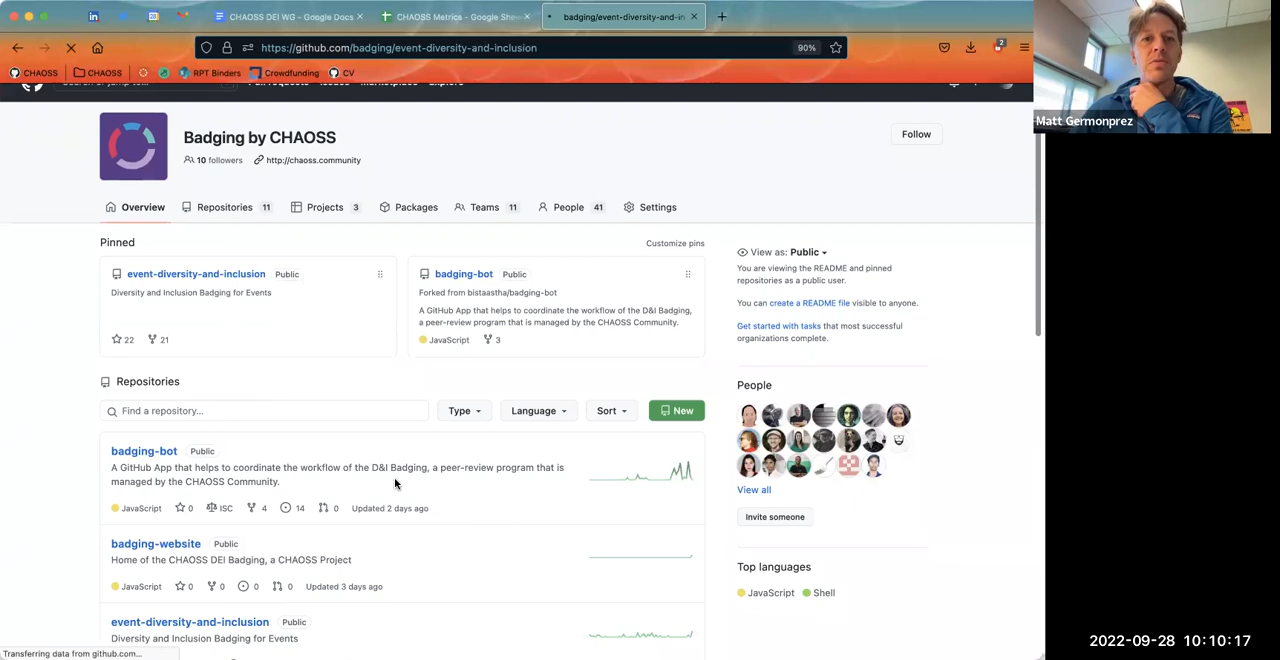 CHAOSS DEI WG - Google Docs
CHAOSS Metrics - Google Shee
badging/event-diversity-and-in
https://github.com/badging/event-diversity-and-inclusion
90%
2
CHAOSS
CHAOSS
RPT Binders
Crowdfunding
CV
Matt Germonprez
Badging by CHAOSS
Follow
10 followers
http://chaoss.community
Overview
Repositories 11
Projects 3
Packages
Teams 11
People 41
Settings
Pinned
Customize pins
event-diversity-and-inclusion Public
Diversity and Inclusion Badging for Events
22 21
badging-bot Public
Forked from bistaastha/badging-bot
A GitHub App that helps to coordinate the workflow of the D&I Badging,
a peer-review program that is managed by the CHAOSS Community.
JavaScript 3
View as: Public
You are viewing the README and pinned
repositories as a public user.
You can create a README file visible to anyone.
Get started with tasks that most successful
organizations complete.
Repositories
Find a repository...
Type
Language
Sort
New
badging-bot Public
A GitHub App that helps to coordinate the workflow of the D&I Badging, a peer-review program that is
managed by the CHAOSS Community.
JavaScript 0 ISC 4 14 0 Updated 2 days ago
badging-website Public
Home of the CHAOSS DEI Badging, a CHAOSS Project
JavaScript 0 0 0 0 Updated 3 days ago
event-diversity-and-inclusion Public
Diversity and Inclusion Badging for Events
People
View all
Invite someone
Top languages
JavaScript Shell
Transferring data from github.com...
2022-09-28 10:10:17